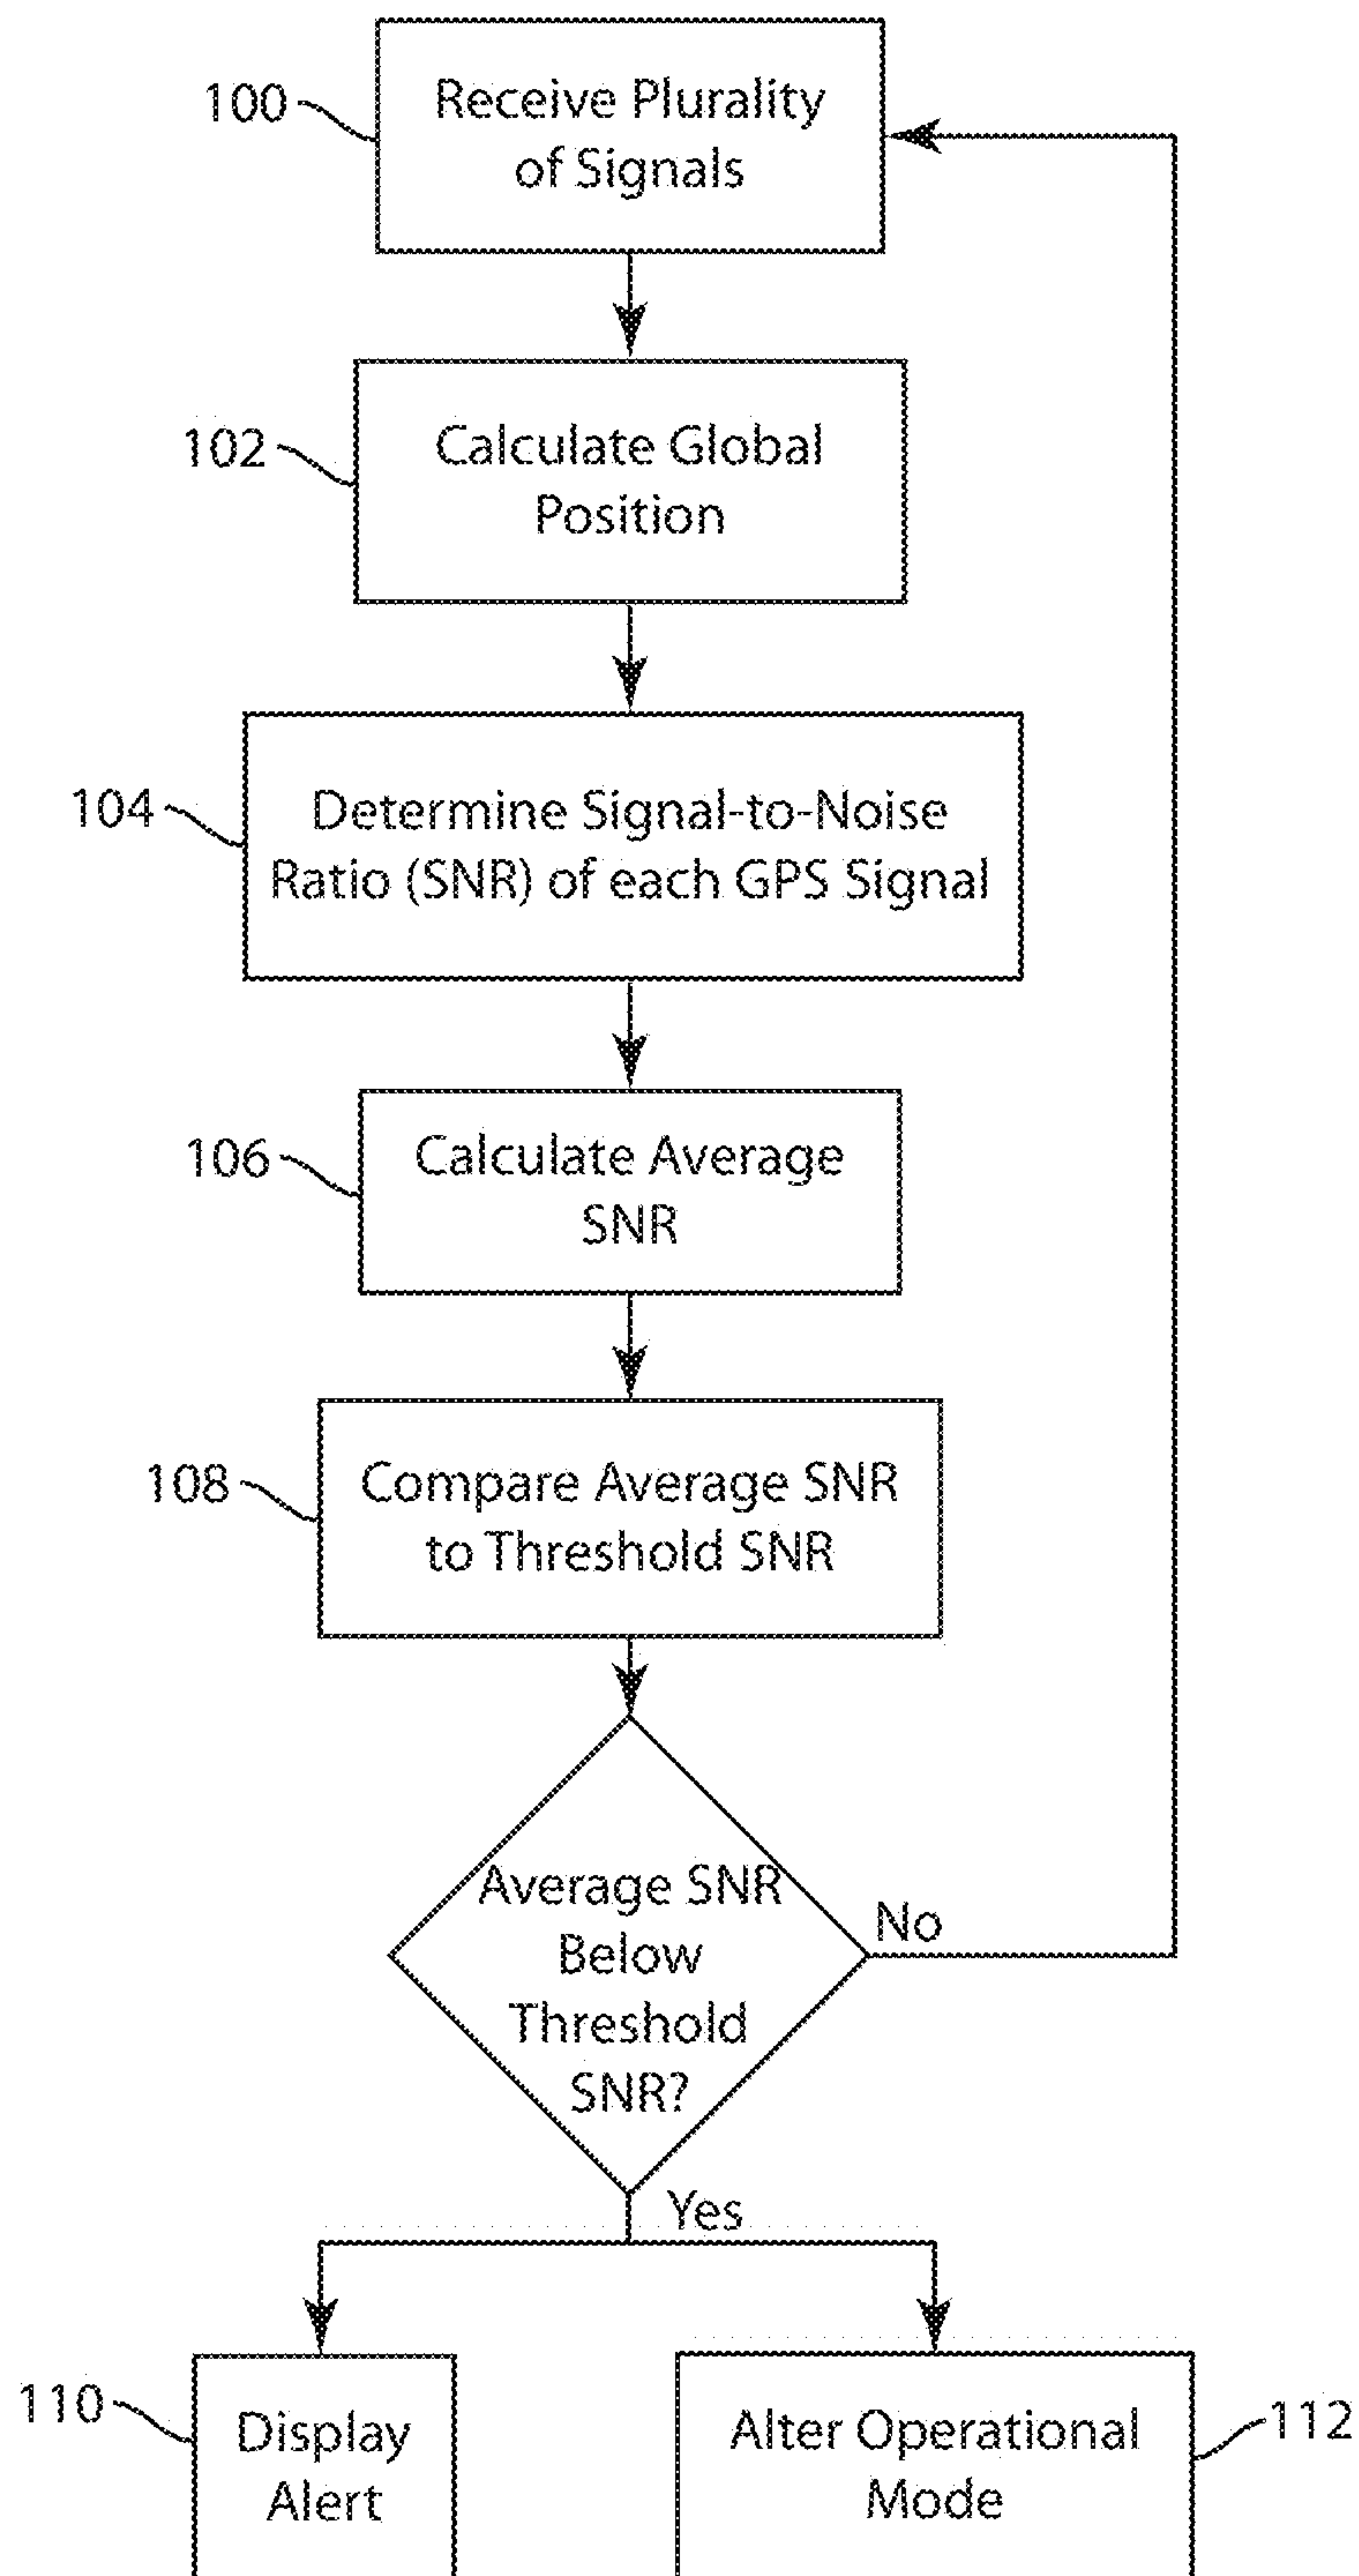 100
Receive Plurality
of Signals
102
Calculate Global
Position
104
Determine Signal-to-Noise
Ratio (SNR) of each GPS Signal
106
Calculate Average
SNR
108
Compare Average SNR
to Threshold SNR
Average SNR
Below
Threshold
SNR?
No
Yes
110
Display
Alert
Alter Operational
Mode
112